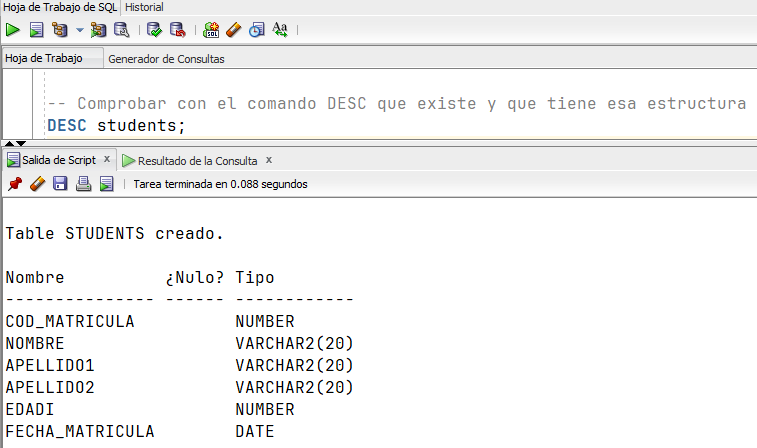 Hoja de Trabajo de SQL Historial
SQL Aa
Hoja de Trabajo Generador de Consultas
-- Comprobar con el comando DESC que existe y que tiene esa estructura
DESC students;
Salida de Script x Resultado de la Consulta x
Tarea terminada en 0.088 segundos
Table STUDENTS creado.
Nombre ¿Nulo? Tipo
--------------- ------ ------------
COD_MATRICULA NUMBER
NOMBRE VARCHAR2(20)
APELLIDO1 VARCHAR2(20)
APELLIDO2 VARCHAR2(20)
EDADI NUMBER
FECHA_MATRICULA DATE